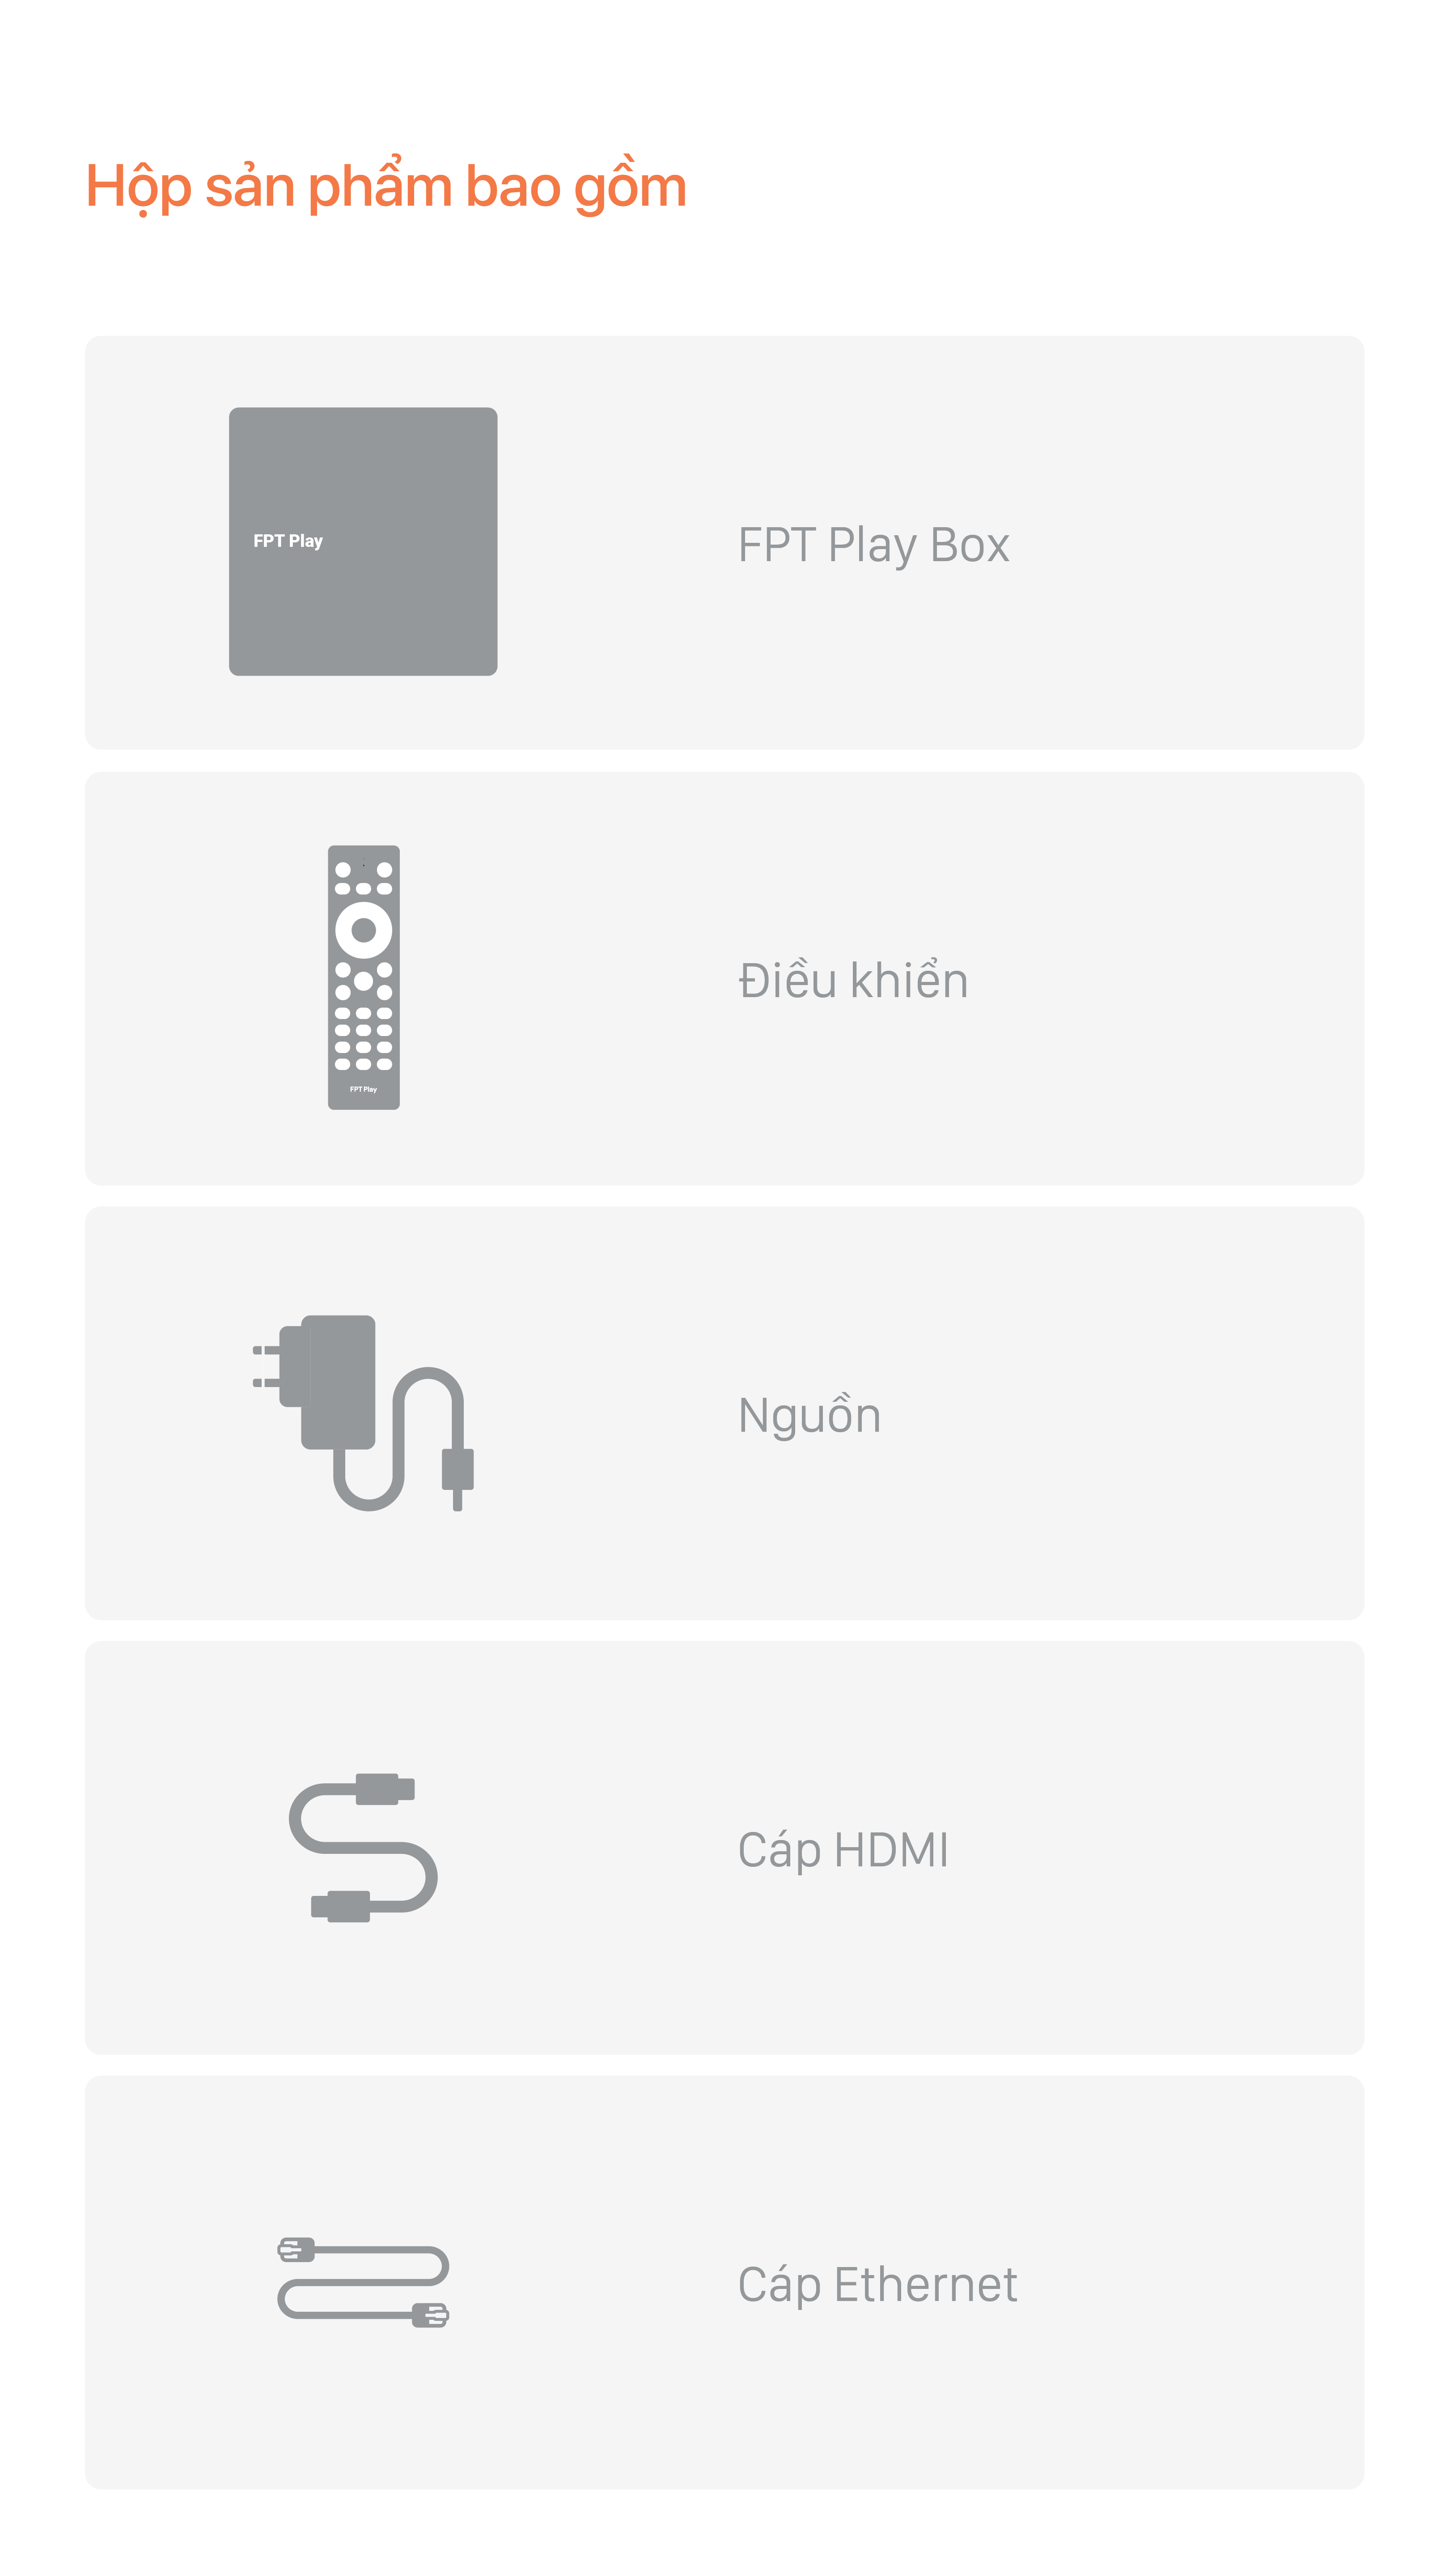 Hộp sản phẩm bao gồm
FPT Play
FPT Play Box
FPT Play
Điều khiển
Nguồn
Cáp HDMI
Cáp Ethernet